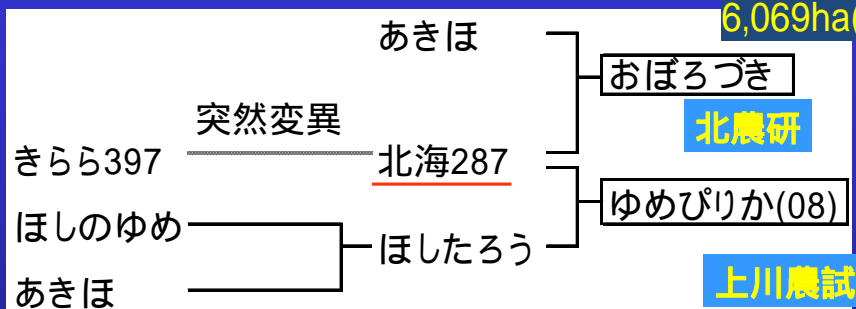 6,069ha(
あきほ
おぼろづき
突然変異
北農研
きらら397
北海287
ゆめぴりか(08)
ほしのゆめ
ほしたろう
あきほ
上川農試